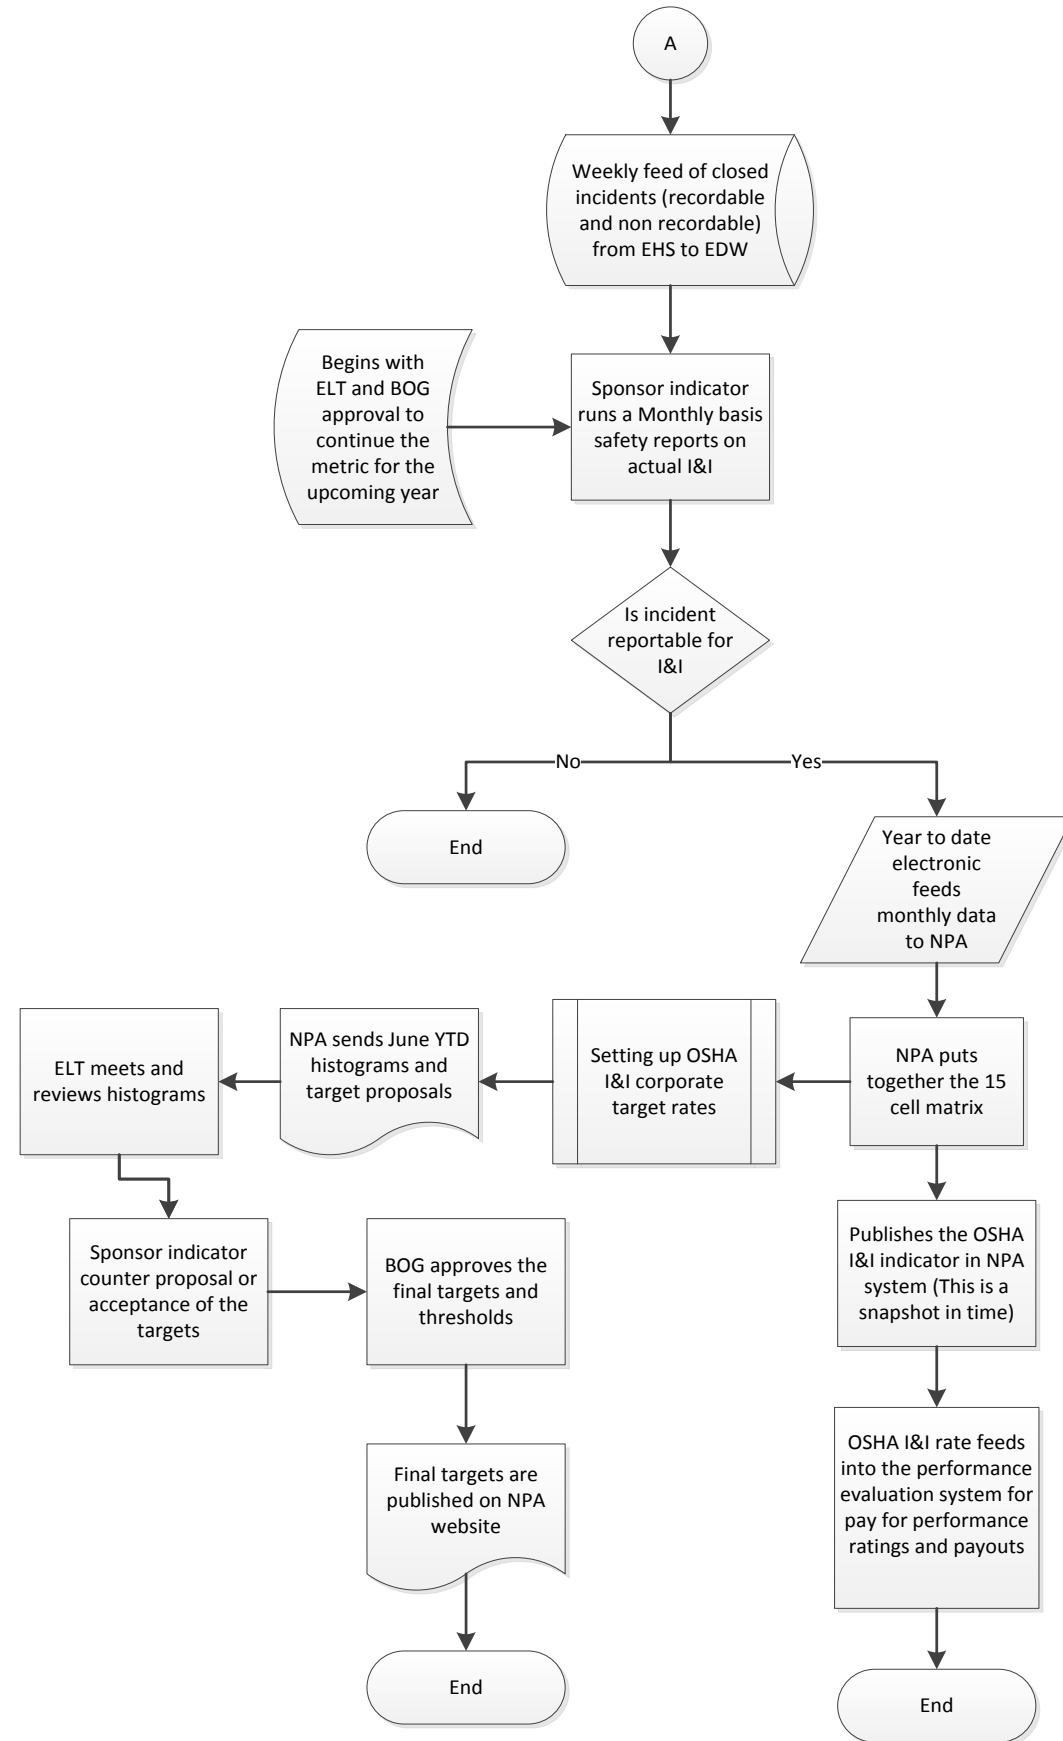 A
Weekly feed of closed
incidents (recordable
and non recordable)
from EHS to EDW
Begins with
ELT and BOG
approval to
continue the
metric for the
upcoming year
Sponsor indicator
runs a Monthly basis
safety reports on
actual I&I
Is incident
reportable for
I&I
No
Yes
End
Year to date
electronic
feeds
monthly data
to NPA
NPA puts
together the 15
cell matrix
Setting up OSHA
I&I corporate
target rates
NPA sends June YTD
histograms and
target proposals
ELT meets and
reviews histograms
Sponsor indicator
counter proposal or
acceptance of the
targets
BOG approves the
final targets and
thresholds
Final targets are
published on NPA
website
End
Publishes the OSHA
I&I indicator in NPA
system (This is a
snapshot in time)
OSHA I&I rate feeds
into the performance
evaluation system for
pay for performance
ratings and payouts
End